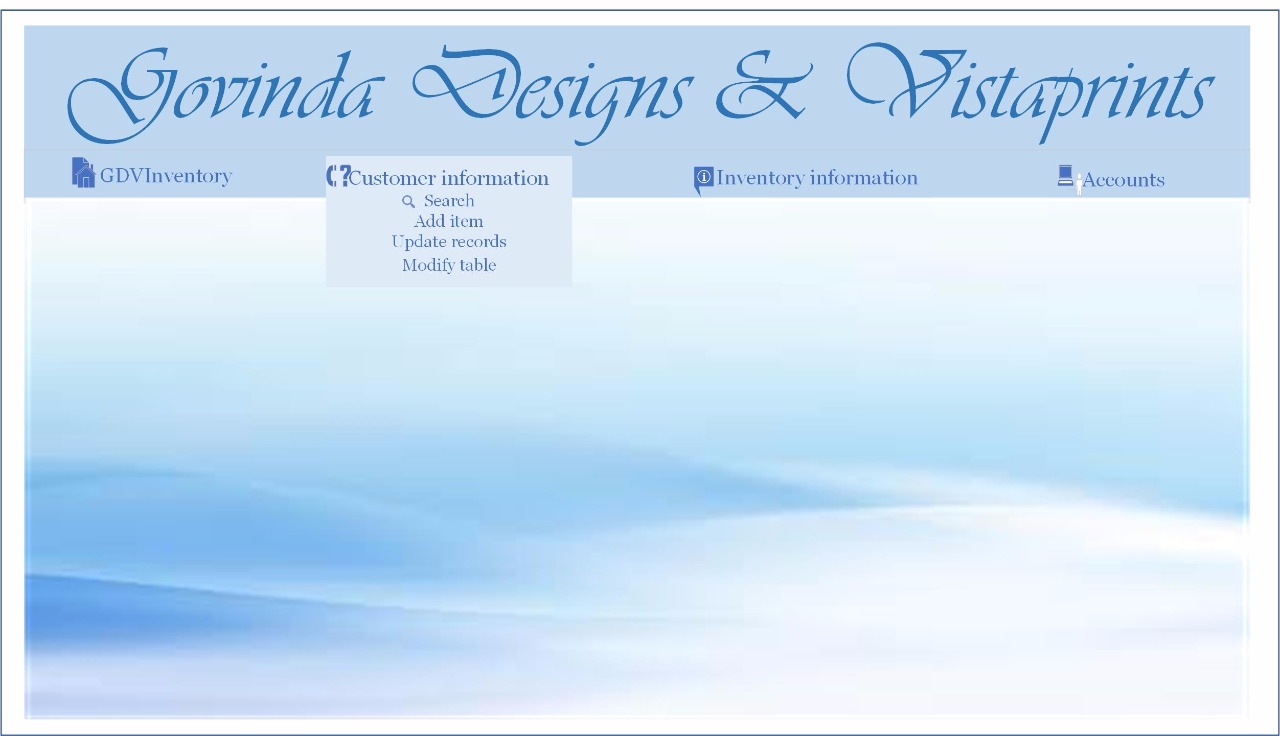 Govinda Designs & Vistaprints
GDVInventory
Customer information
Inventory information
Accounts
Search
Add item
Update records
Modify table